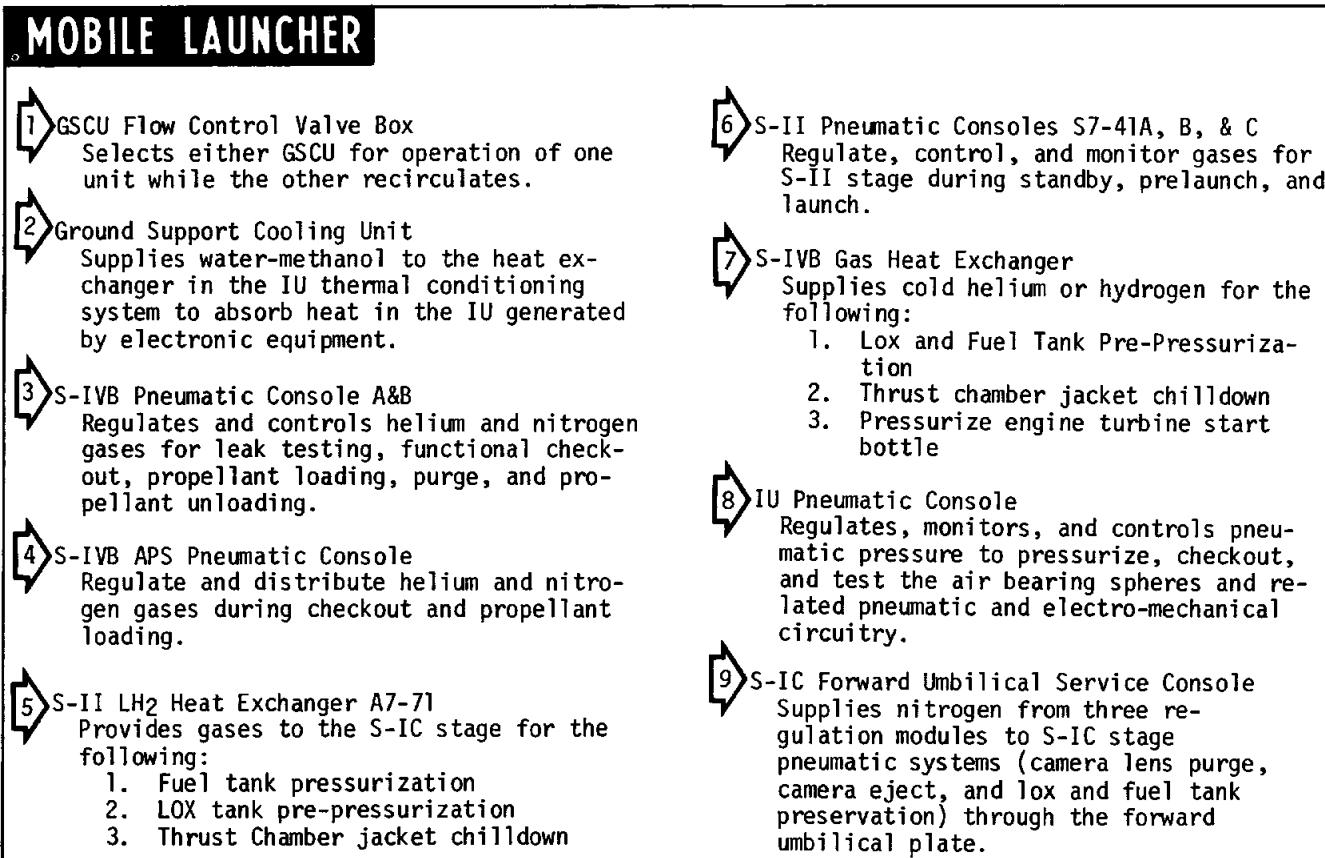 MOBILE LAUNCHER
1 GSCU Flow Control Valve Box
Selects either GSCU for operation of one
unit while the other recirculates.
2 Ground Support Cooling Unit
Supplies water-methanol to the heat ex-
changer in the IU thermal conditioning
system to absorb heat in the IU generated
by electronic equipment.
3 S-IVB Pneumatic Console A&B
Regulates and controls helium and nitrogen
gases for leak testing, functional check-
out, propellant loading, purge, and pro-
pellant unloading.
4 S-IVB APS Pneumatic Console
Regulate and distribute helium and nitro-
gen gases during checkout and propellant
loading.
5 S-II LH2 Heat Exchanger A7-71
Provides gases to the S-IC stage for the
following:
1. Fuel tank pressurization
2. LOX tank pre-pressurization
3. Thrust Chamber jacket chilldown
6 S-II Pneumatic Consoles S7-41A, B, & C
Regulate, control, and monitor gases for
S-II stage during standby, prelaunch, and
launch.
7 S-IVB Gas Heat Exchanger
Supplies cold helium or hydrogen for the
following:
1. Lox and Fuel Tank Pre-Pressuriza-
tion
2. Thrust chamber jacket chilldown
3. Pressurize engine turbine start
bottle
8 IU Pneumatic Console
Regulates, monitors, and controls pneu-
matic pressure to pressurize, checkout,
and test the air bearing spheres and re-
lated pneumatic and electro-mechanical
circuitry.
9 S-IC Forward Umbilical Service Console
Supplies nitrogen from three re-
gulation modules to S-IC stage
pneumatic systems (camera lens purge,
camera eject, and lox and fuel tank
preservation) through the forward
umbilical plate.